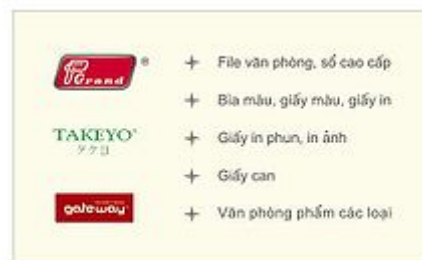 Grand ®
File văn phòng, sổ cao cấp
Bìa màu, giấy màu, giấy in
TAKEYO®
タケヨ
Giấy in phun, in ảnh
Giấy can
gateway
Văn phòng phẩm các loại